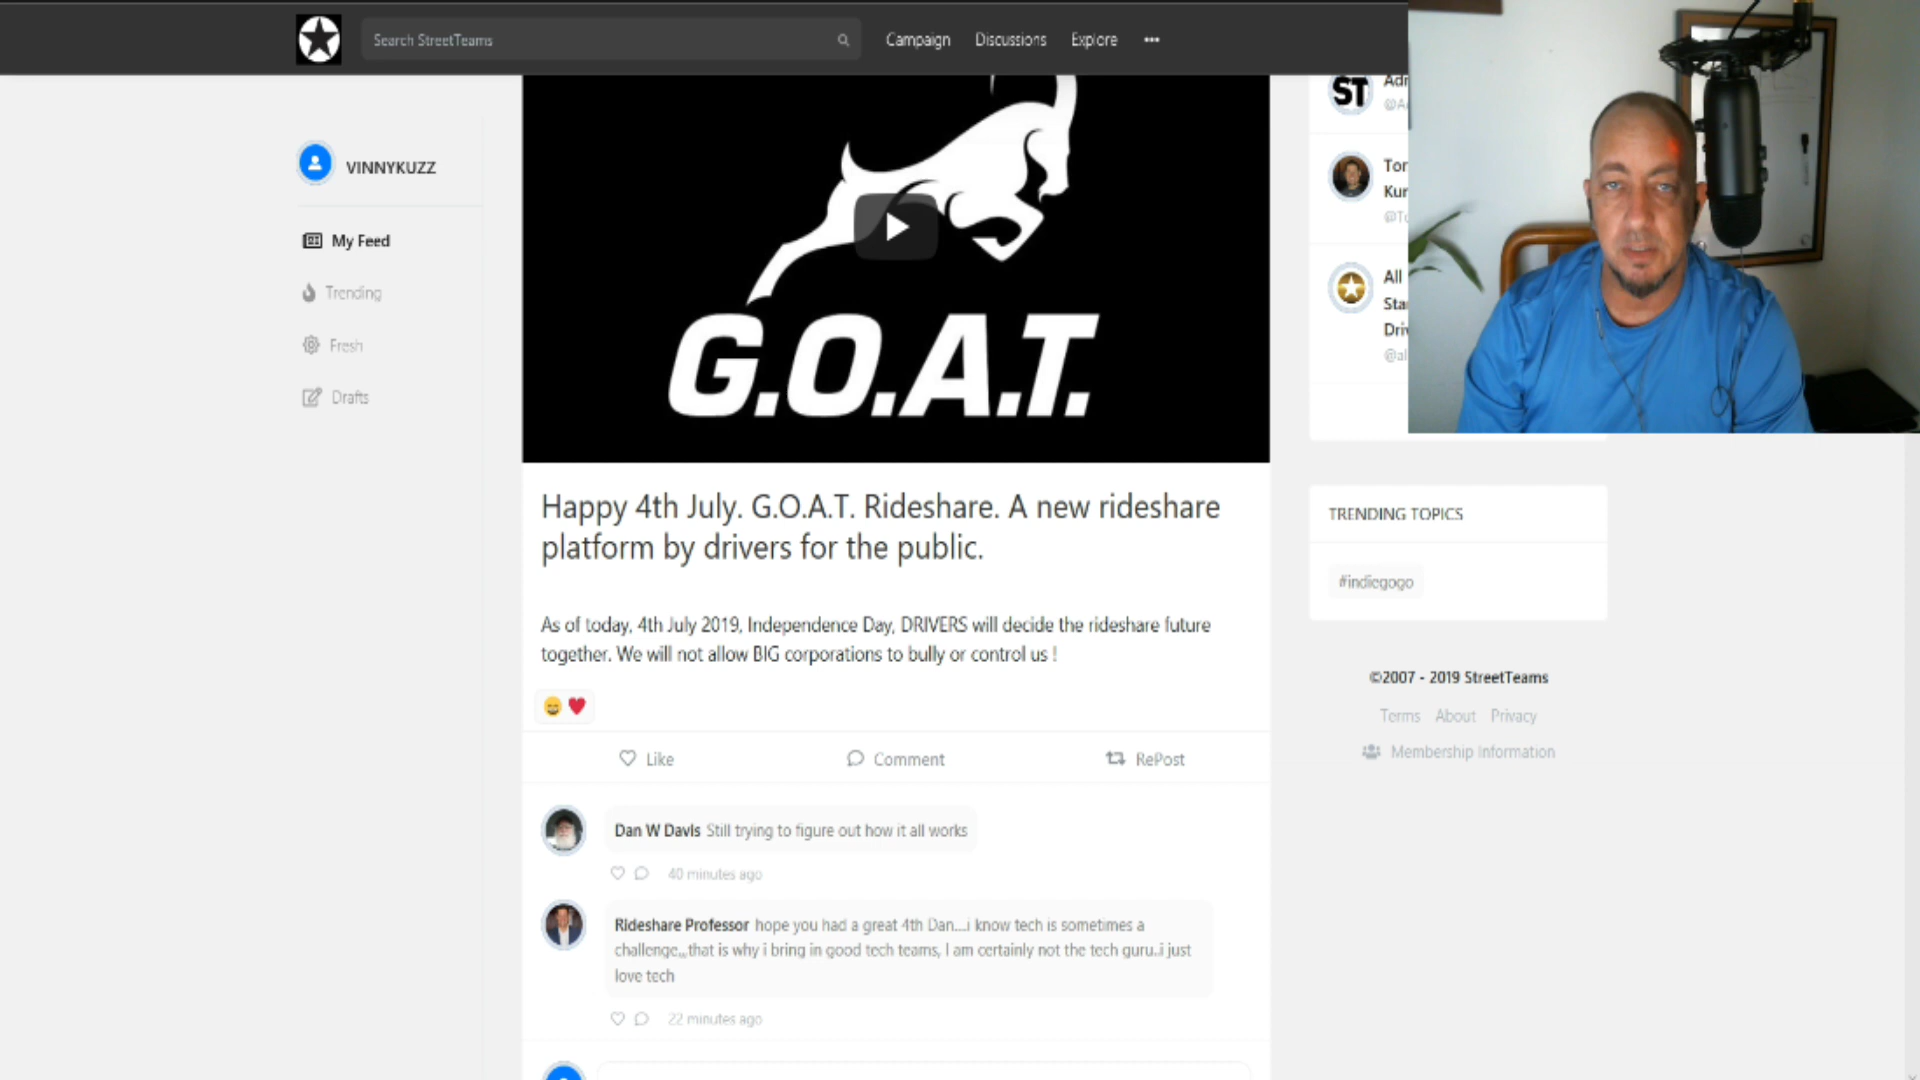 Search StreetTeams
Campaign
Discussions
Explore
VINNYKUZZ
My Feed
Trending
Fresh
Drafts
G.O.A.T.
Happy 4th July. G.O.A.T. Rideshare. A new rideshare
platform by drivers for the public.
As of today, 4th July 2019, Independence Day, DRIVERS will decide the rideshare future
together. We will not allow BIG corporations to bully or control us !
Like
Comment
RePost
Dan W Davis Still trying to figure out how it all works
40 minutes ago
Rideshare Professor hope you had a great 4th Dan....i know tech is sometimes a
challenge,,,that is why i bring in good tech teams, I am certainly not the tech guru..i just
love tech
22 minutes ago
ST
All
TRENDING TOPICS
#indiegogo
©2007 - 2019 StreetTeams
Terms About Privacy
Membership Information